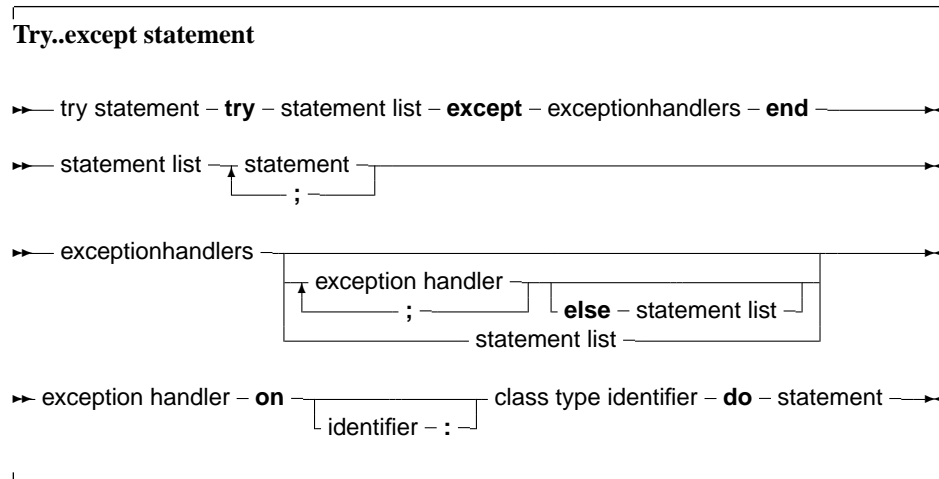 Try..except statement
try statement – try – statement list – except – exceptionhandlers – end
statement list statement
;
exceptionhandlers
exception handler
; else – statement list
statement list
exception handler – on class type identifier – do – statement
identifier – :